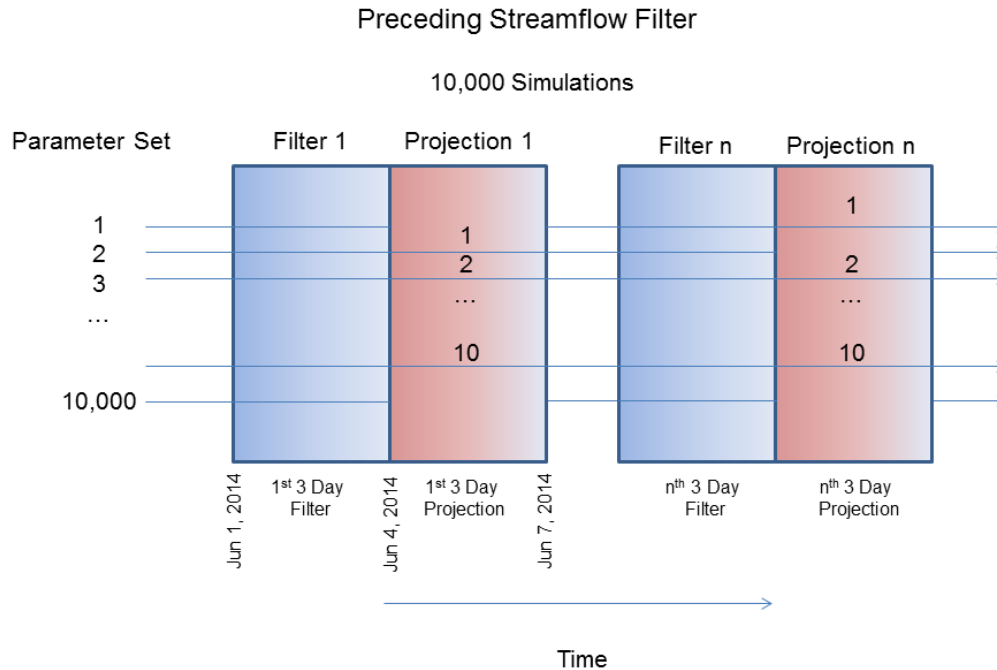 Preceding Streamflow Filter
10,000 Simulations
Parameter Set
Filter 1
Projection 1
Filter n
Projection n
1
2
3
...
10,000
1
2
...
10
1
2
...
10
Jun 1, 2014
1st 3 Day
Filter
Jun 4, 2014
1st 3 Day
Projection
Jun 7, 2014
nth 3 Day
Filter
nth 3 Day
Projection
Time